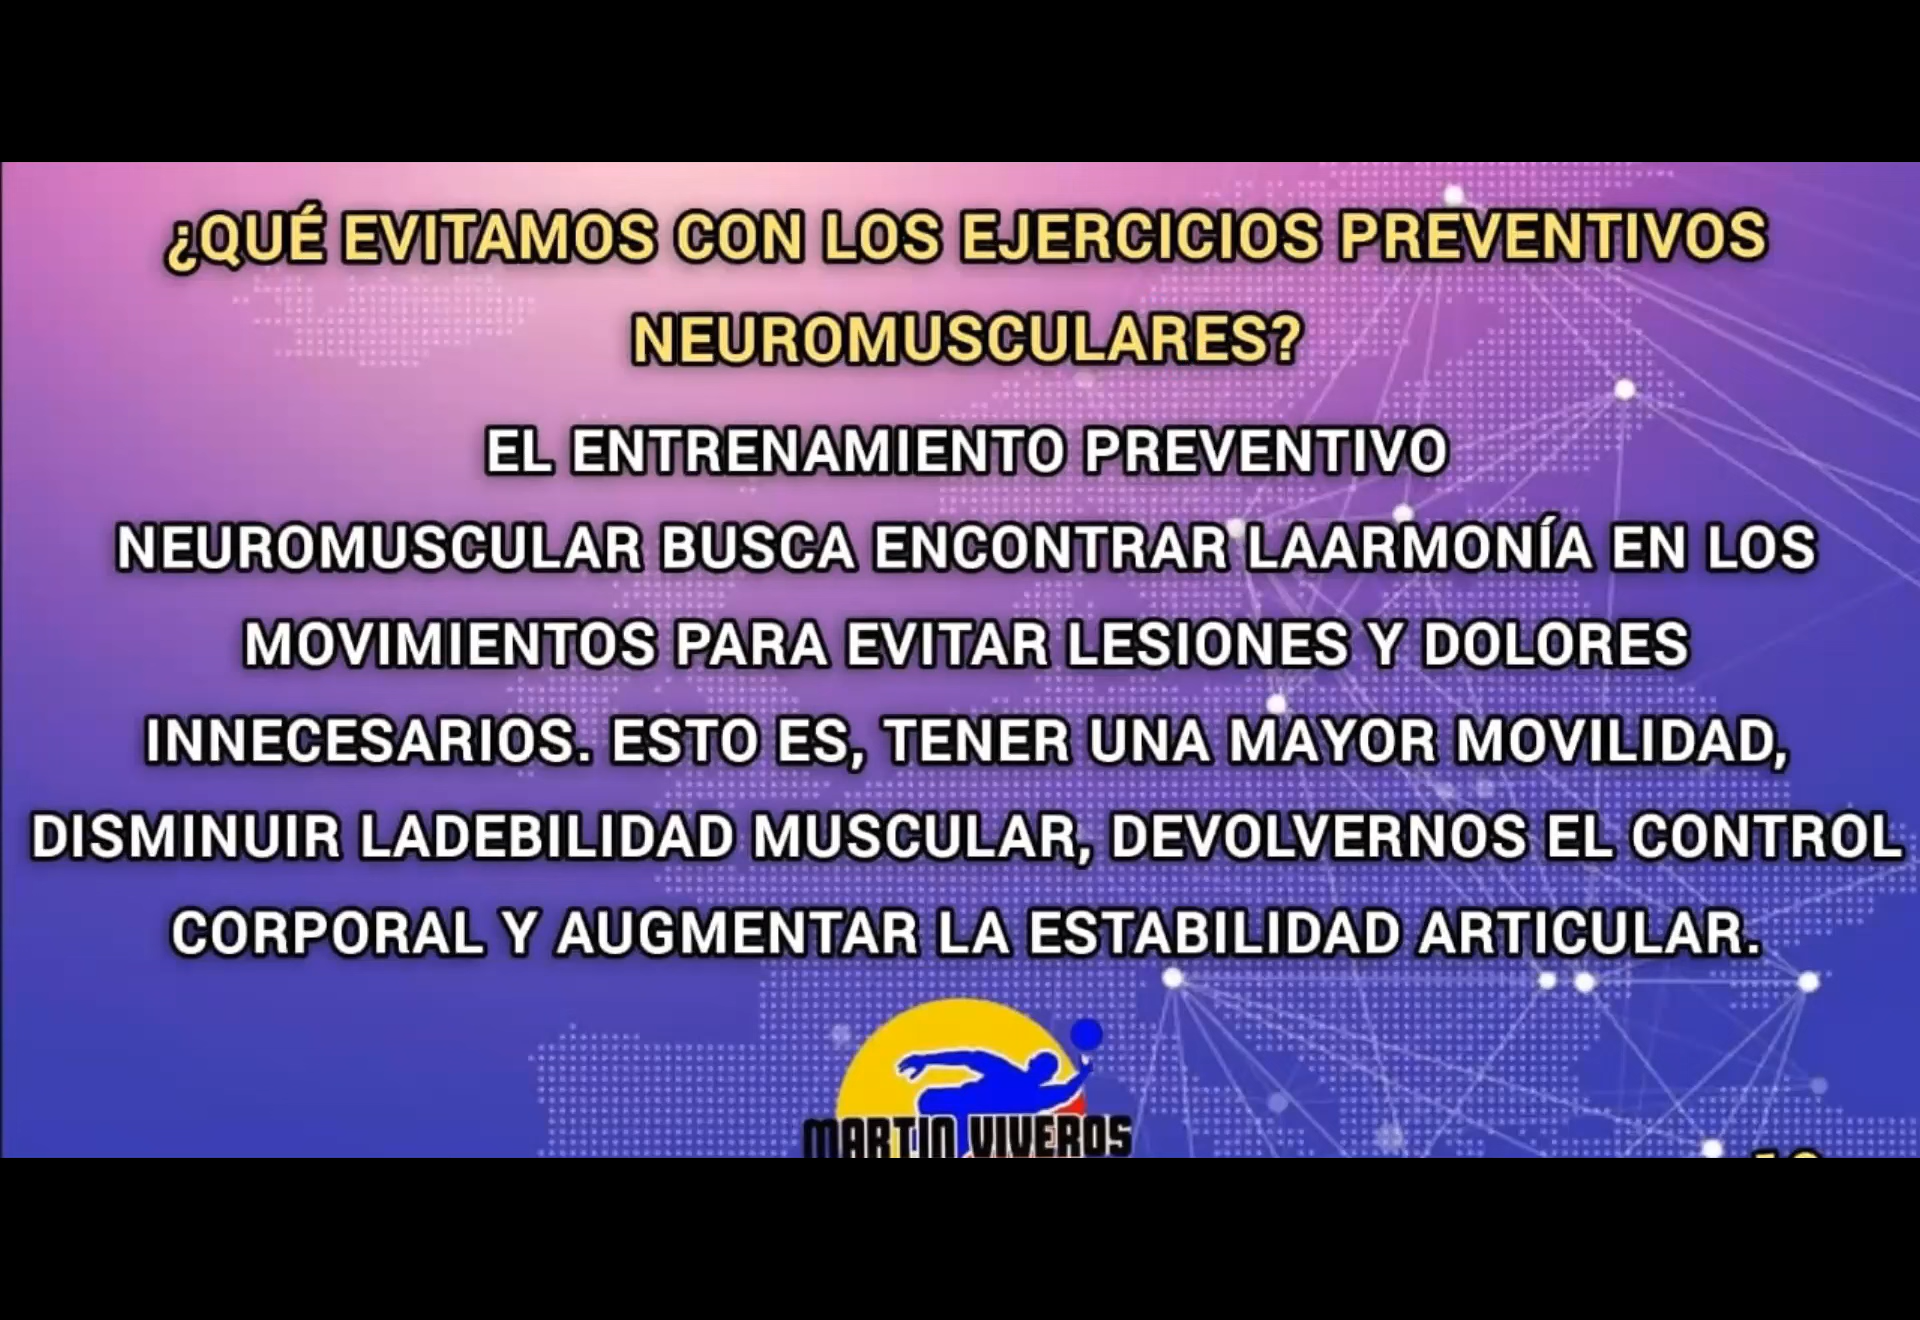 ¿QUÉ EVITAMOS CON LOS EJERCICIOS PREVENTIVOS
NEUROMUSCULARES?
EL ENTRENAMIENTO PREVENTIVO
NEUROMUSCULAR BUSCA ENCONTRAR LAARMONÍA EN LOS
MOVIMIENTOS PARA EVITAR LESIONES Y DOLORES
INNECESARIOS. ESTO ES, TENER UNA MAYOR MOVILIDAD,
DISMINUIR LADEBILIDAD MUSCULAR, DEVOLVERNOS EL CONTROL
CORPORAL Y AUGMENTAR LA ESTABILIDAD ARTICULAR.
MARTIN VIVEROS